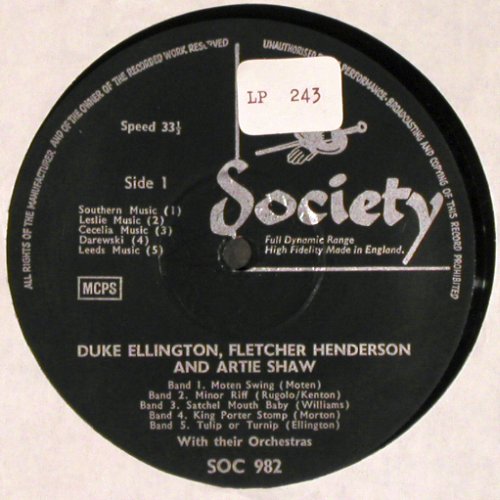 ALL RIGHTS OF THE MANUFACTURER, AND OF THE OWNER OF THE RECORDED WORK RESERVED
UNAUTHORISED PERFORMANCE, BROADCASTING AND COPYING OF THIS RECORD PROHIBITED
LP 243
Speed 33⅓
Side 1
Society
Southern Music (1)
Leslie Music (2)
Cecelia Music (3)
Darewski (4)
Leeds Music (5)
Full Dynamic Range
High Fidelity Made in England.
MCPS
DUKE ELLINGTON, FLETCHER HENDERSON
AND ARTIE SHAW
Band 1. Moten Swing (Moten)
Band 2. Minor Riff (Rugolo/Kenton)
Band 3. Satchel Mouth Baby (Williams)
Band 4. King Porter Stomp (Morton)
Band 5. Tulip or Turnip (Ellington)
With their Orchestras
SOC 982